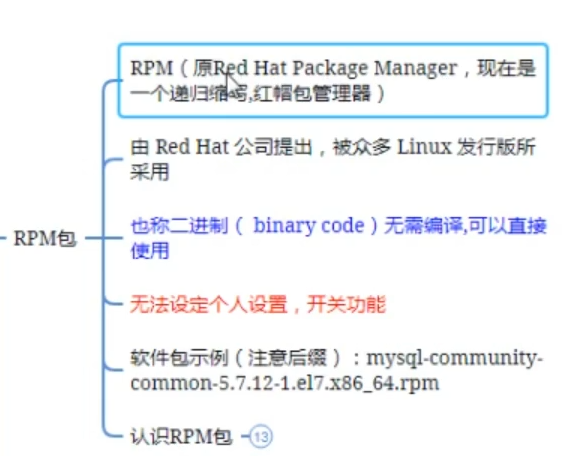 RPM（原Red Hat Package Manager，现在是
一个递归缩写,红帽包管理器）
由 Red Hat 公司提出，被众多 Linux 发行版所
采用
RPM包
也称二进制（ binary code）无需编译,可以直接
使用
无法设定个人设置，开关功能
软件包示例（注意后缀）：mysql-community-
common-5.7.12-1.el7.x86_64.rpm
认识RPM包
13